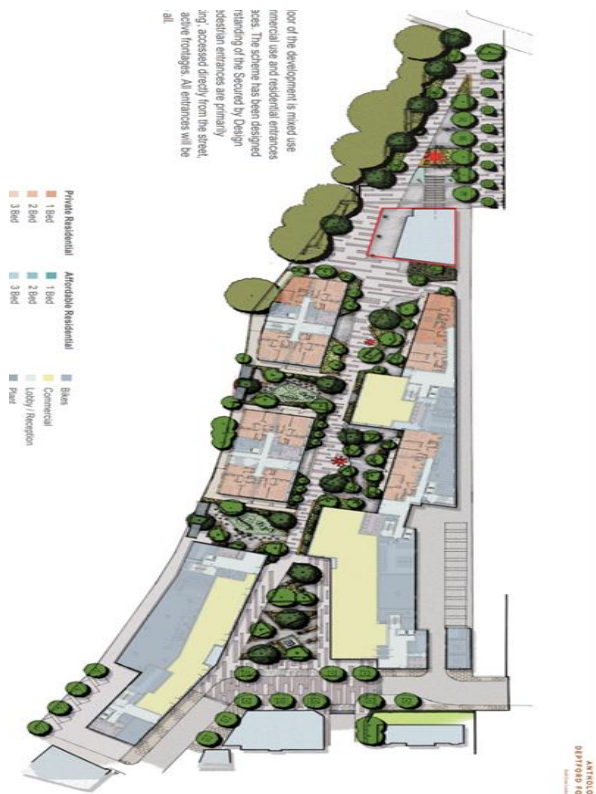 oor of the development is mixed use
nmercial use and residential entrances
aces. The scheme has been designed
rstanding of the Secured by Design
edestrian entrances are primarily
ing', accessed directly from the street,
active frontages. All entrances will be
all.
Private Residential
1 Bed
2 Bed
3 Bed
Affordable Residential
1 Bed
2 Bed
3 Bed
Bikes
Commercial
Lobby / Reception
Plant
ANTHOLO
DEPTFORD FO